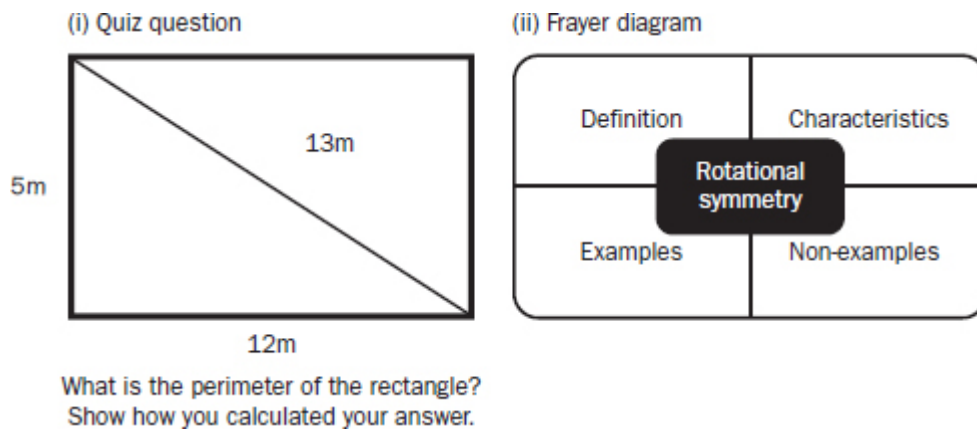 (i) Quiz question
13m
5m
12m
What is the perimeter of the rectangle?
Show how you calculated your answer.
(ii) Frayer diagram
Definition
Characteristics
Rotational
symmetry
Examples
Non-examples